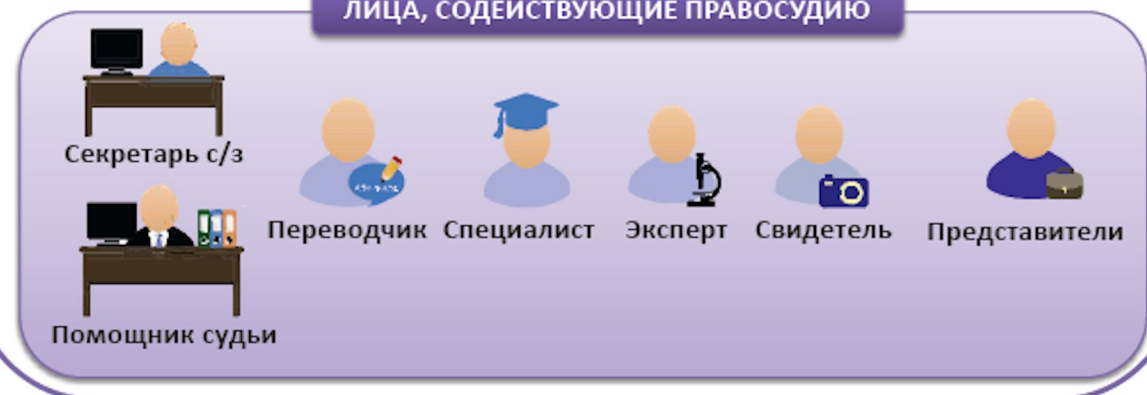 ЛИЦА, СОДЕЙСТВУЮЩИЕ ПРАВОСУДИЮ
Секретарь с/з
Помощник судьи
Переводчик
Специалист
Эксперт
Свидетель
Представители